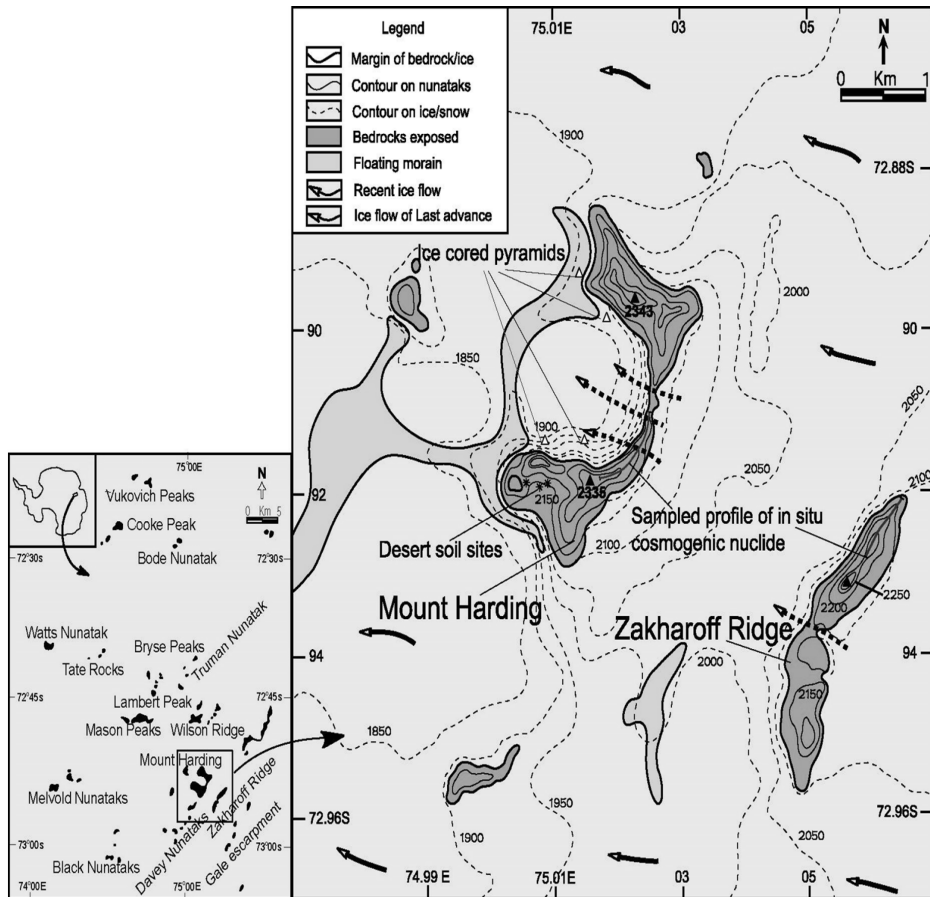 Legend
Margin of bedrock/ice
Contour on nunataks
Contour on ice/snow
Bedrocks exposed
Floating morain
Recent ice flow
Ice flow of Last advance
75.01E
03
05
N
0 Km 1
1900
72.88S
Ice cored pyramids
2000
2343
90
90
1850
2050
1900
2100
92
2150
2336
2050
Desert soil sites
2100
Sampled profile of in situ
cosmogenic nuclide
Mount Harding
2250
2200
Zakharoff Ridge
94
2000
94
2150
1850
1950
72.96S
72.96S
1900
2050
74.99 E
75.01E
03
05
75°00E
N
0 Km 5
Vukovich Peaks
Cooke Peak
Bode Nunatak
72°30s
72°30s
Watts Nunatak
Bryse Peaks
Truman Nunatak
Tate Rocks
72°45s
Lambert Peak
72°45s
Mason Peaks
Wilson Ridge
Mount Harding
Melvold Nunataks
Zakharoff Ridge
Davey Nunataks
Gale escarpment
73°00s
73°00s
Black Nunataks
74°00E
75°00E